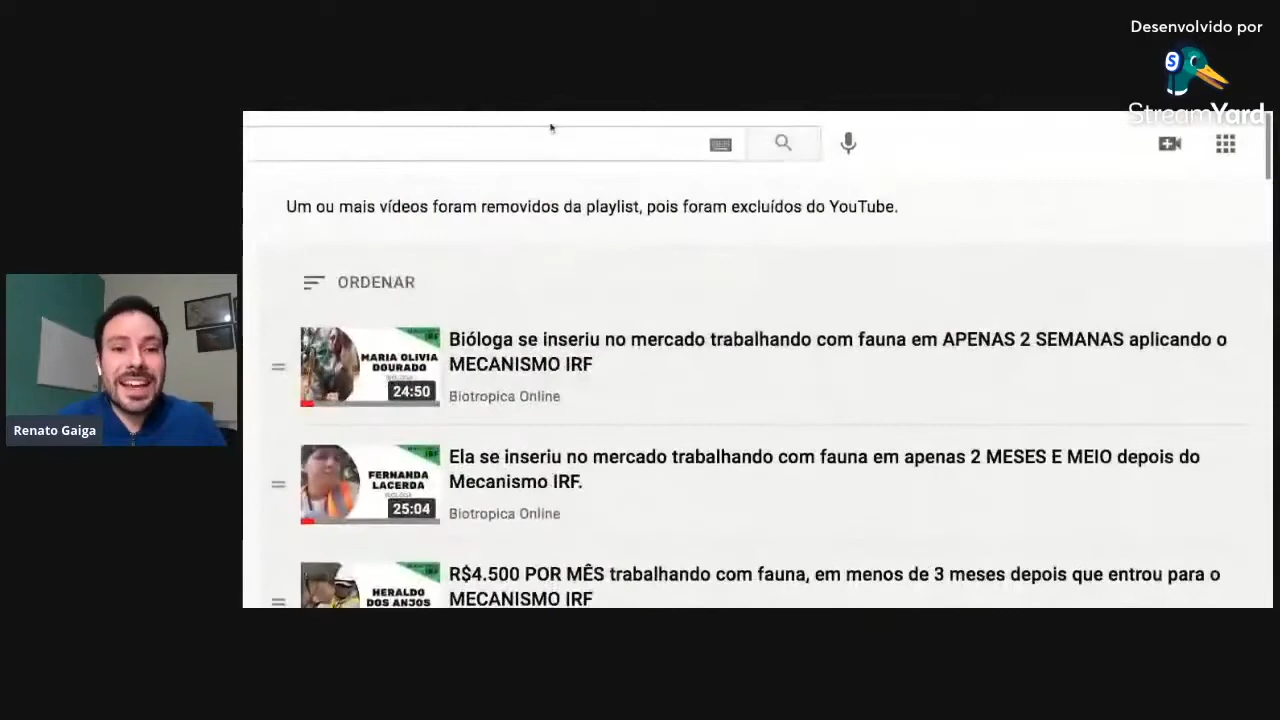 Desenvolvido por
StreamYard
Um ou mais vídeos foram removidos da playlist, pois foram excluídos do YouTube.
ORDENAR
MARIA OLIVIA
DOURADO
24:50
Bióloga se inseriu no mercado trabalhando com fauna em APENAS 2 SEMANAS aplicando o
MECANISMO IRF
Biotropica Online
Renato Gaiga
IRF
FERNANDA
LACERDA
25:04
Ela se inseriu no mercado trabalhando com fauna em apenas 2 MESES E MEIO depois do
Mecanismo IRF.
Biotropica Online
HERALDO
DOS ANJOS
R$4.500 POR MÊS trabalhando com fauna, em menos de 3 meses depois que entrou para o
MECANISMO IRF